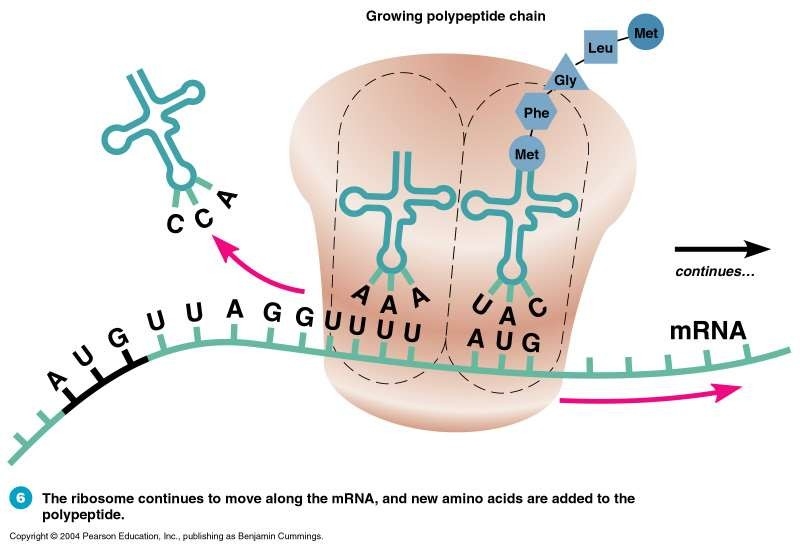 Growing polypeptide chain
Met
Leu
Gly
Phe
Met
C C A
continues...
A A A
U A C
A U G U U A G G U U U U
A U G
mRNA
6 The ribosome continues to move along the mRNA, and new amino acids are added to the
polypeptide.
Copyright © 2004 Pearson Education, Inc., publishing as Benjamin Cummings.